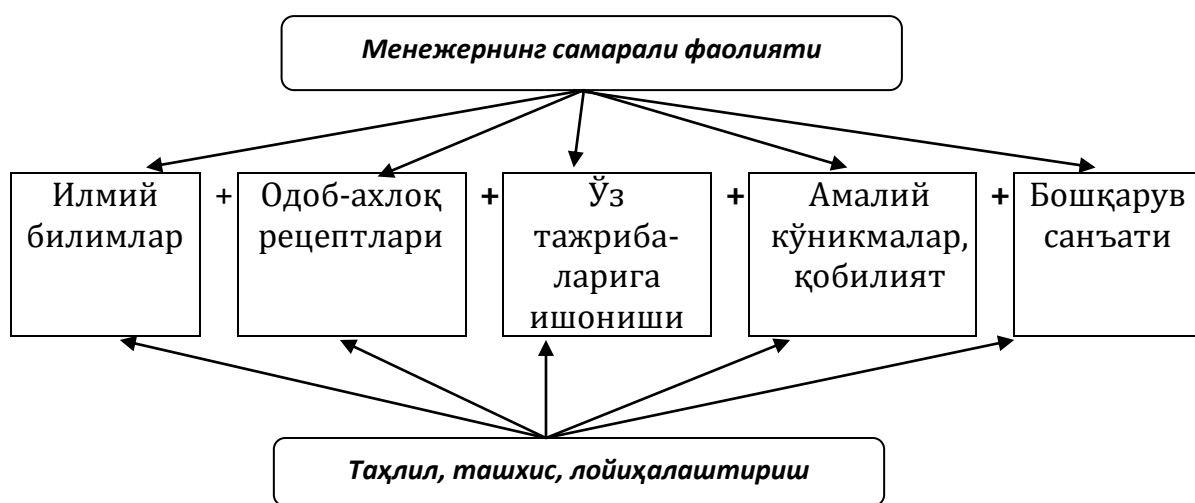 Менежернинг самарали фаолияти
Илмий
билимлар
+
Одоб-ахлоқ
рецептлари
+
Ўз
тажриба-
ларига
ишониши
+
Амалий
кўникмалар,
қобилият
+
Бошқарув
санъати
Таҳлил, ташхис, лойиҳалаштириш